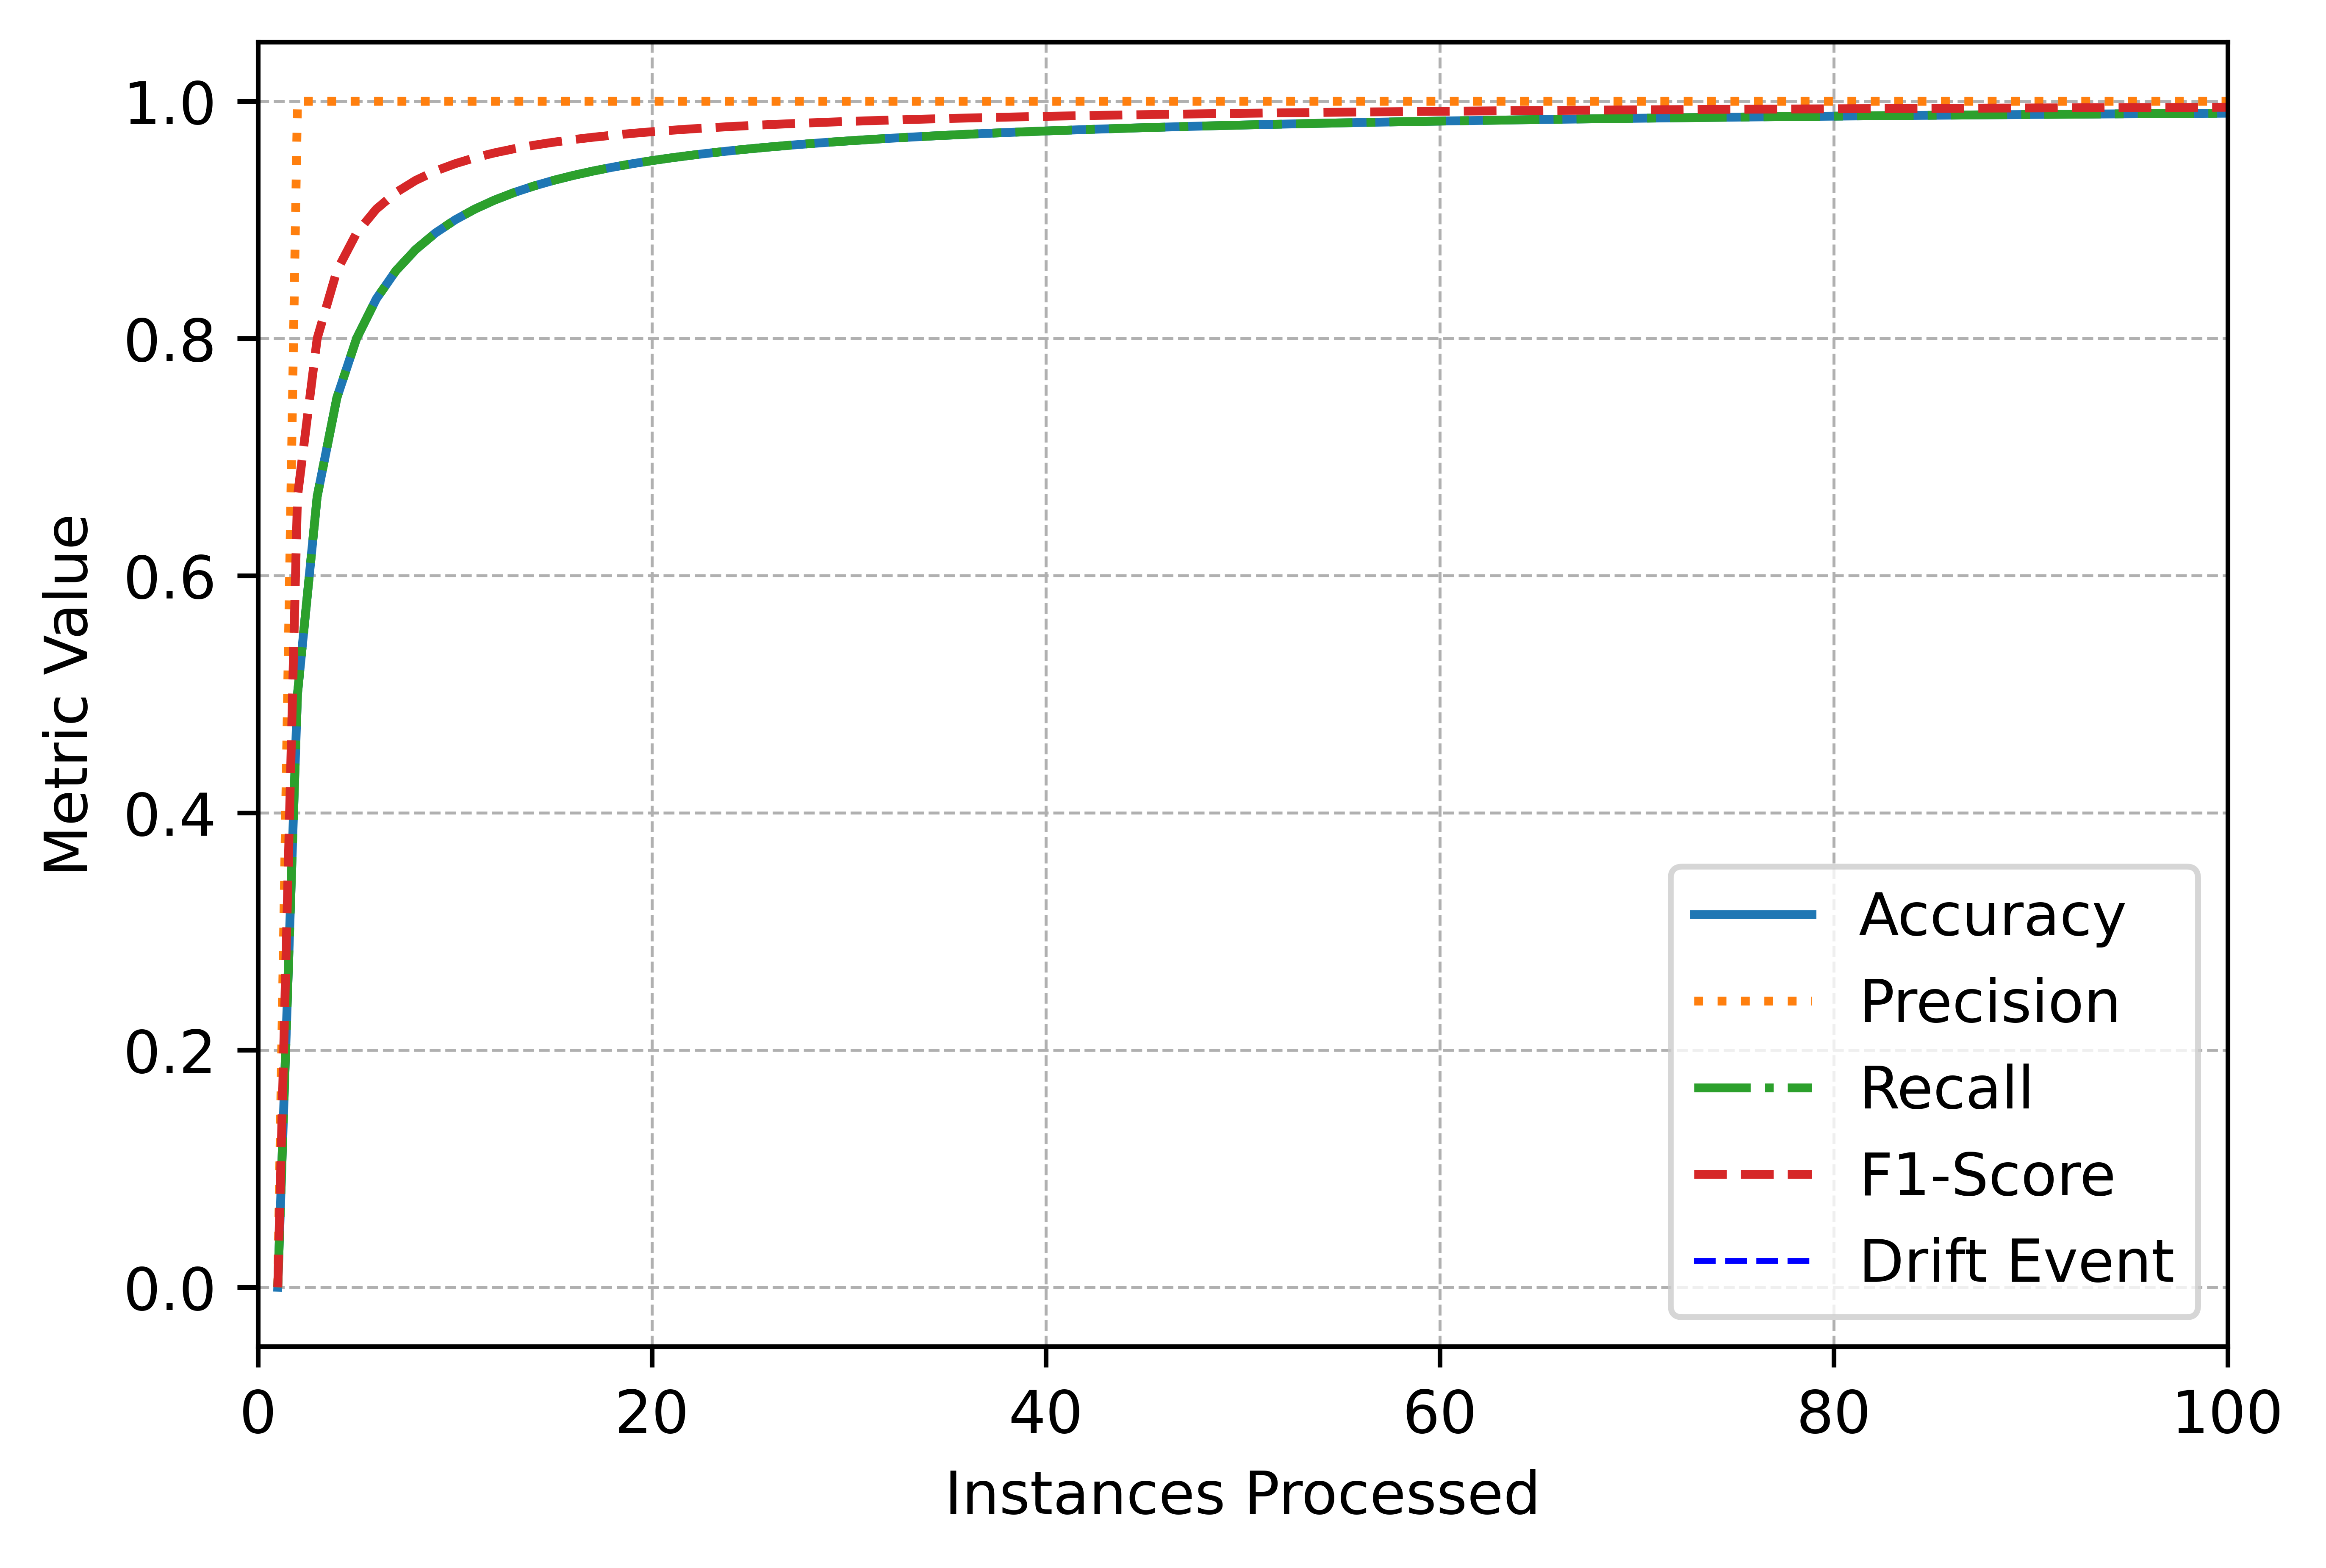 1.0
0.8
0.6
0.4
0.2
0.0
Metric Value
0 20 40 60 80 100
Instances Processed
Accuracy
Precision
Recall
F1-Score
Drift Event